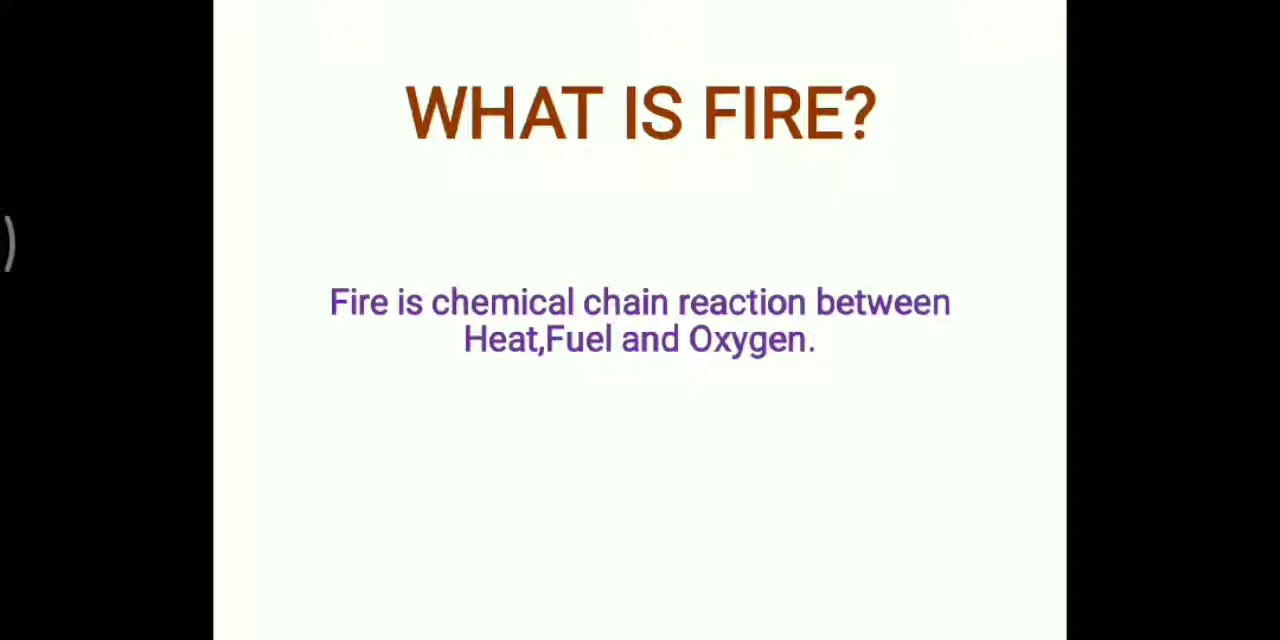 WHAT IS FIRE?
Fire is chemical chain reaction between
Heat,Fuel and Oxygen.
)